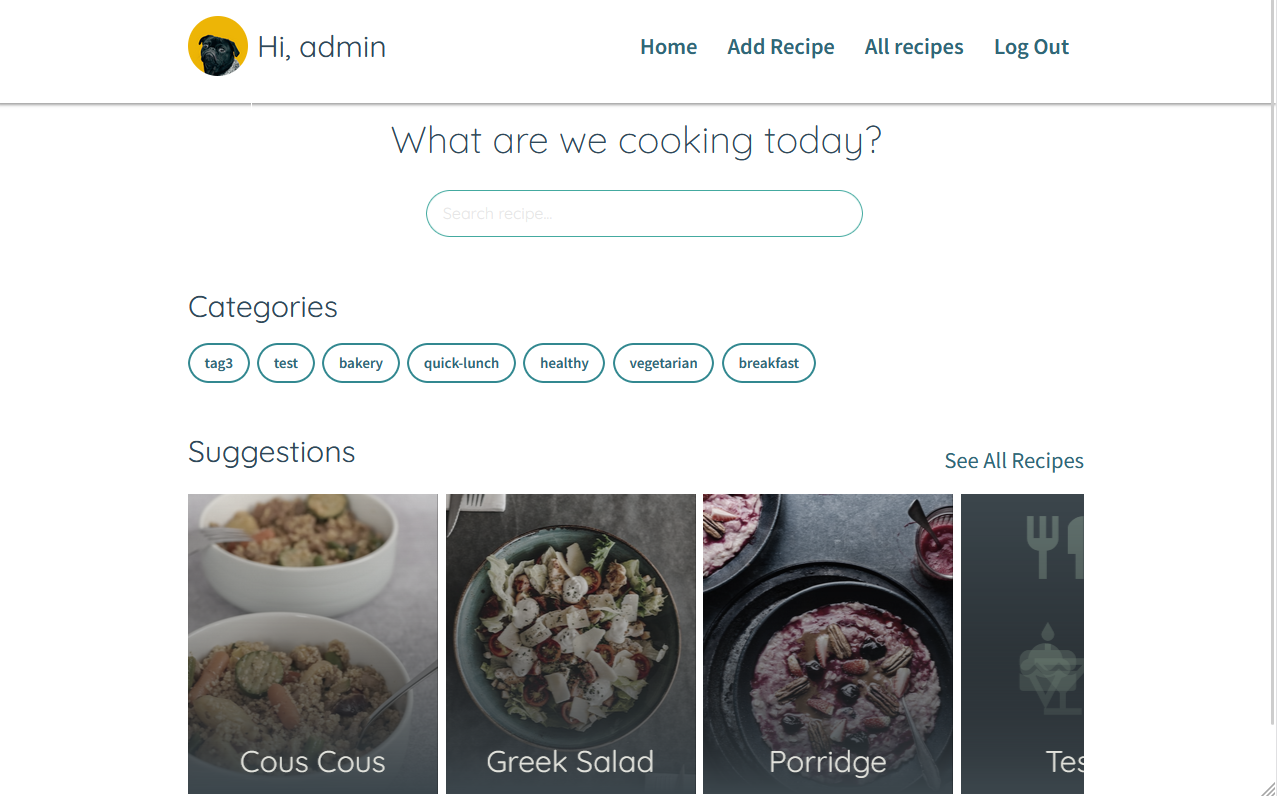 Hi, admin
Home Add Recipe All recipes Log Out
What are we cooking today?
Search recipe...
Categories
tag3 test bakery quick-lunch healthy vegetarian breakfast
Suggestions
See All Recipes
Cous Cous Greek Salad Porridge Tes